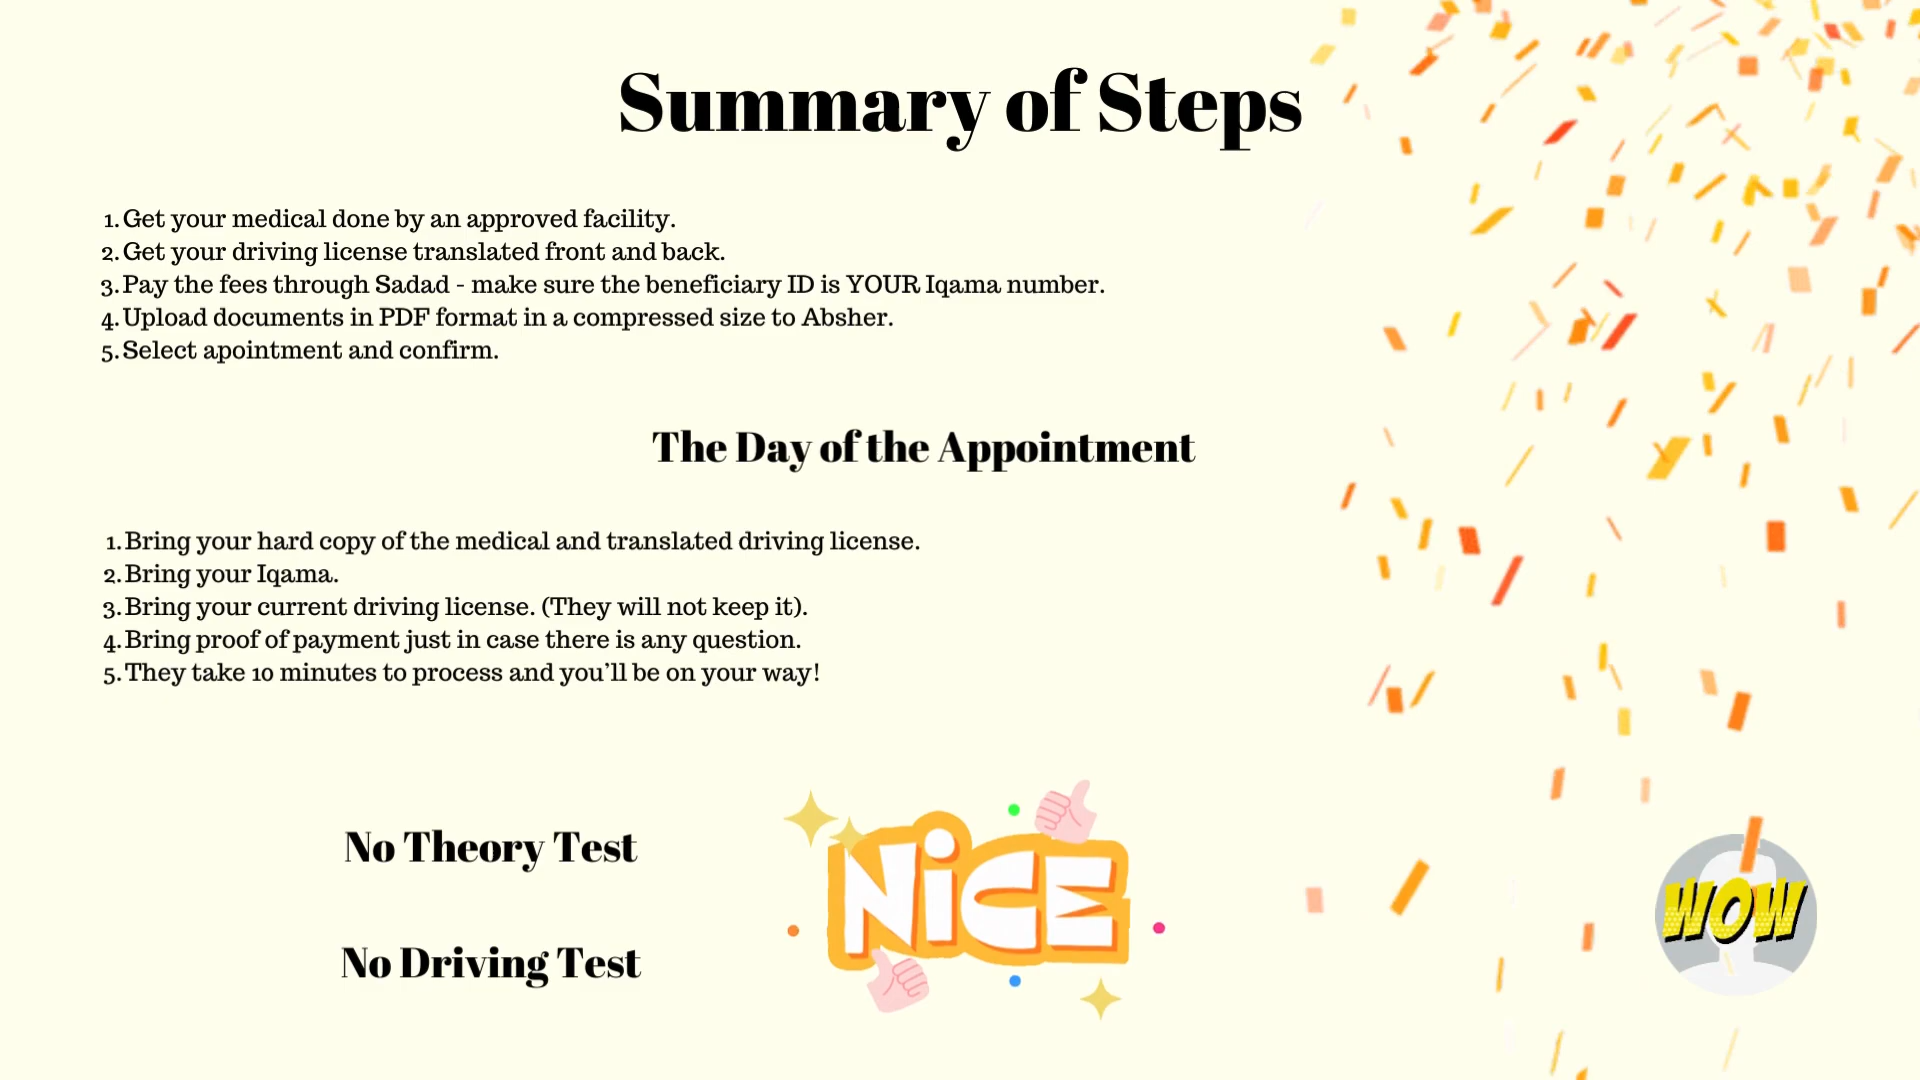 Summary of Steps
1. Get your medical done by an approved facility.
2. Get your driving license translated front and back.
3. Pay the fees through Sadad - make sure the beneficiary ID is YOUR Iqama number.
4. Upload documents in PDF format in a compressed size to Absher.
5. Select apointment and confirm.
The Day of the Appointment
1. Bring your hard copy of the medical and translated driving license.
2. Bring your Iqama.
3. Bring your current driving license. (They will not keep it).
4. Bring proof of payment just in case there is any question.
5. They take 10 minutes to process and you’ll be on your way!
No Theory Test
No Driving Test
NiCE
WOW